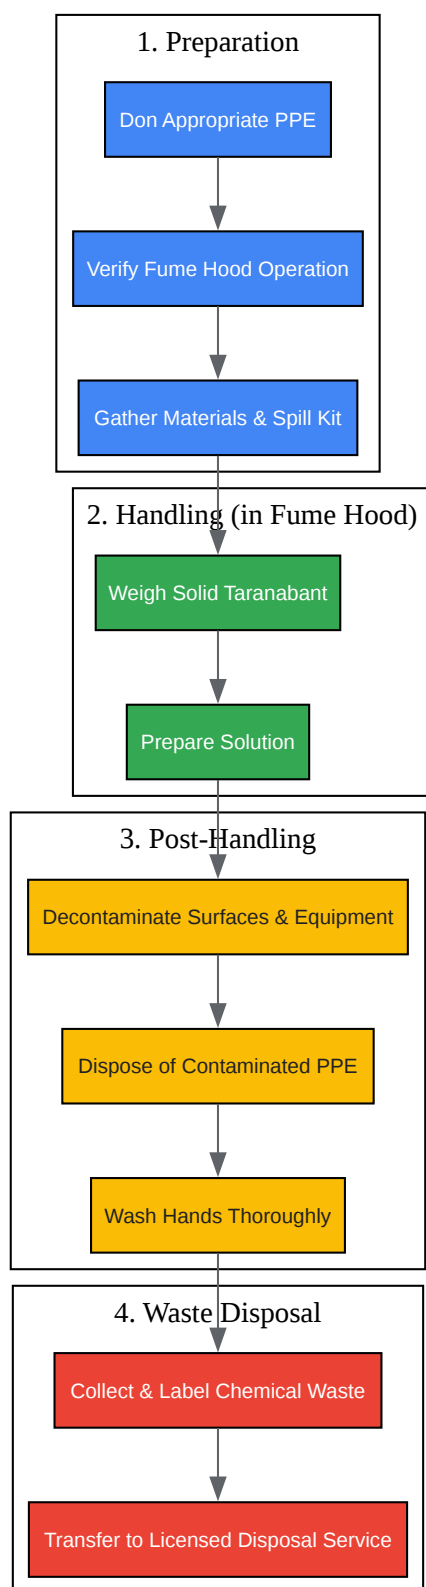 1. Preparation
Don Appropriate PPE
Verify Fume Hood Operation
Gather Materials & Spill Kit
2. Handling (in Fume Hood)
Weigh Solid Taranabant
Prepare Solution
3. Post-Handling
Decontaminate Surfaces & Equipment
Dispose of Contaminated PPE
Wash Hands Thoroughly
4. Waste Disposal
Collect & Label Chemical Waste
Transfer to Licensed Disposal Service